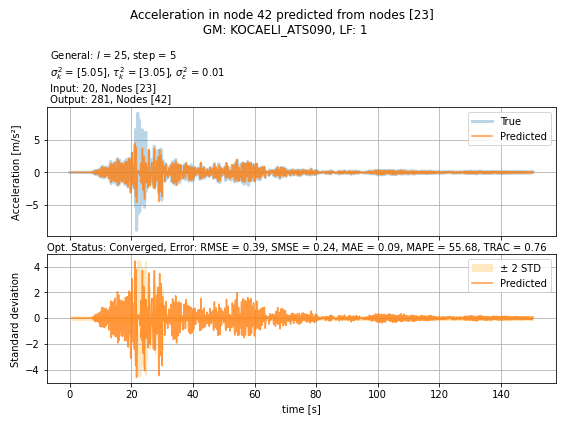 Acceleration in node 42 predicted from nodes [23]
GM: KOCAELI_ATS090, LF: 1
General: l = 25, step = 5
σ²ₖ = [5.05], τ²ₖ = [3.05], σ²ε = 0.01
Input: 20, Nodes [23]
Output: 281, Nodes [42]
Acceleration [m/s²]
5
0
−5
True
Predicted
Opt. Status: Converged, Error: RMSE = 0.39, SMSE = 0.24, MAE = 0.09, MAPE = 55.68, TRAC = 0.76
Standard deviation
4
2
0
−2
−4
± 2 STD
Predicted
0 20 40 60 80 100 120 140
time [s]